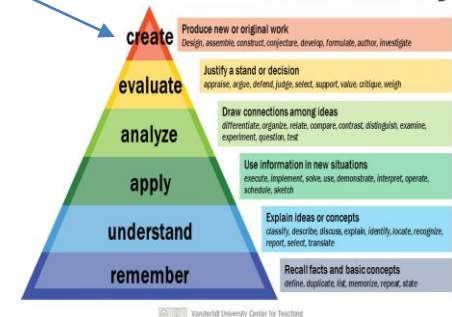 create
Produce new or original work
Design, assemble, construct, conjecture, develop, formulate, author, investigate
evaluate
Justify a stand or decision
appraise, argue, defend, judge, select, support, value, critique, weigh
analyze
Draw connections among ideas
differentiate, organize, relate, compare, contrast, distinguish, examine,
experiment, question, test
apply
Use information in new situations
execute, implement, solve, use, demonstrate, interpret, operate,
schedule, sketch
understand
Explain ideas or concepts
classify, describe, discuss, explain, identify, locate, recognize,
report, select, translate
remember
Recall facts and basic concepts
define, duplicate, list, memorize, repeat, state
Vanderbilt University Center for Teaching